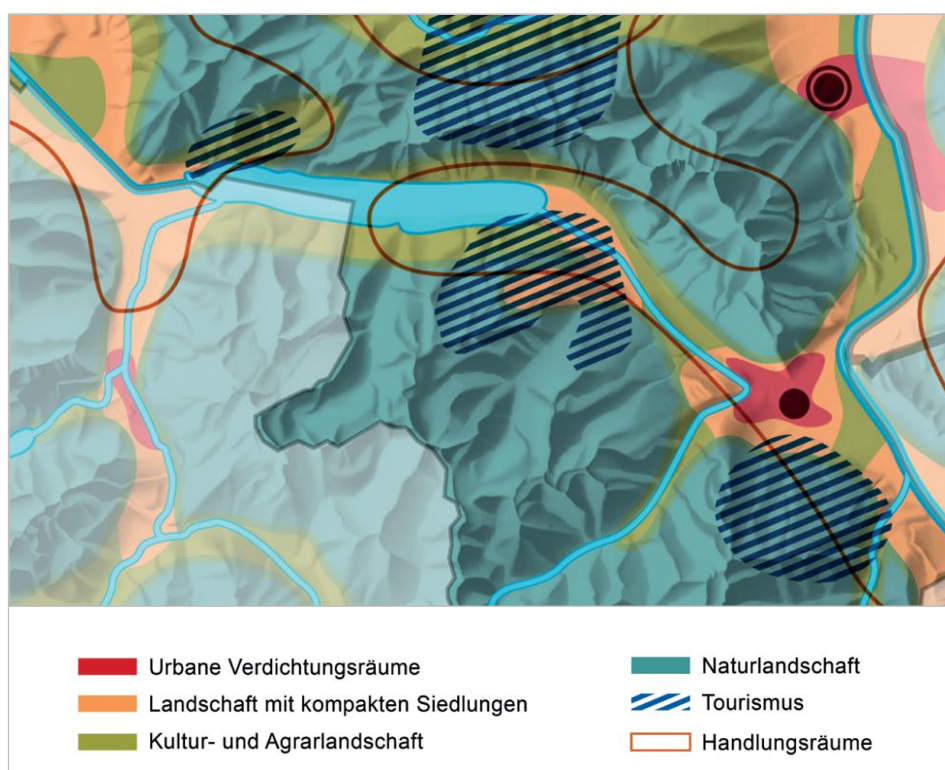 Urbane Verdichtungsräume
Landschaft mit kompakten Siedlungen
Kultur- und Agrarlandschaft
Naturlandschaft
Tourismus
Handlungsräume